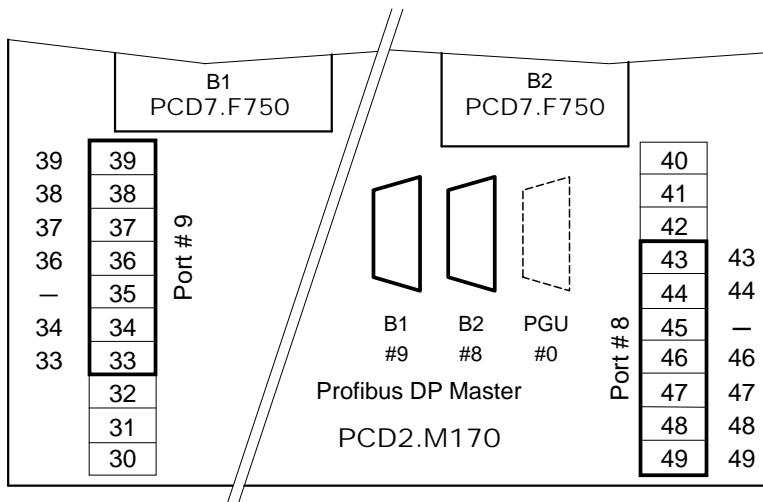 B1
PCD7.F750
B2
PCD7.F750
39 39
38 38
37 37
36 36
– 35
34 34
33 33
32
31
30
Port # 9
B1
#9
B2
#8
PGU
#0
Profibus DP Master
PCD2.M170
Port # 8
40
41
42
43 43
44 44
45 –
46 46
47 47
48 48
49 49